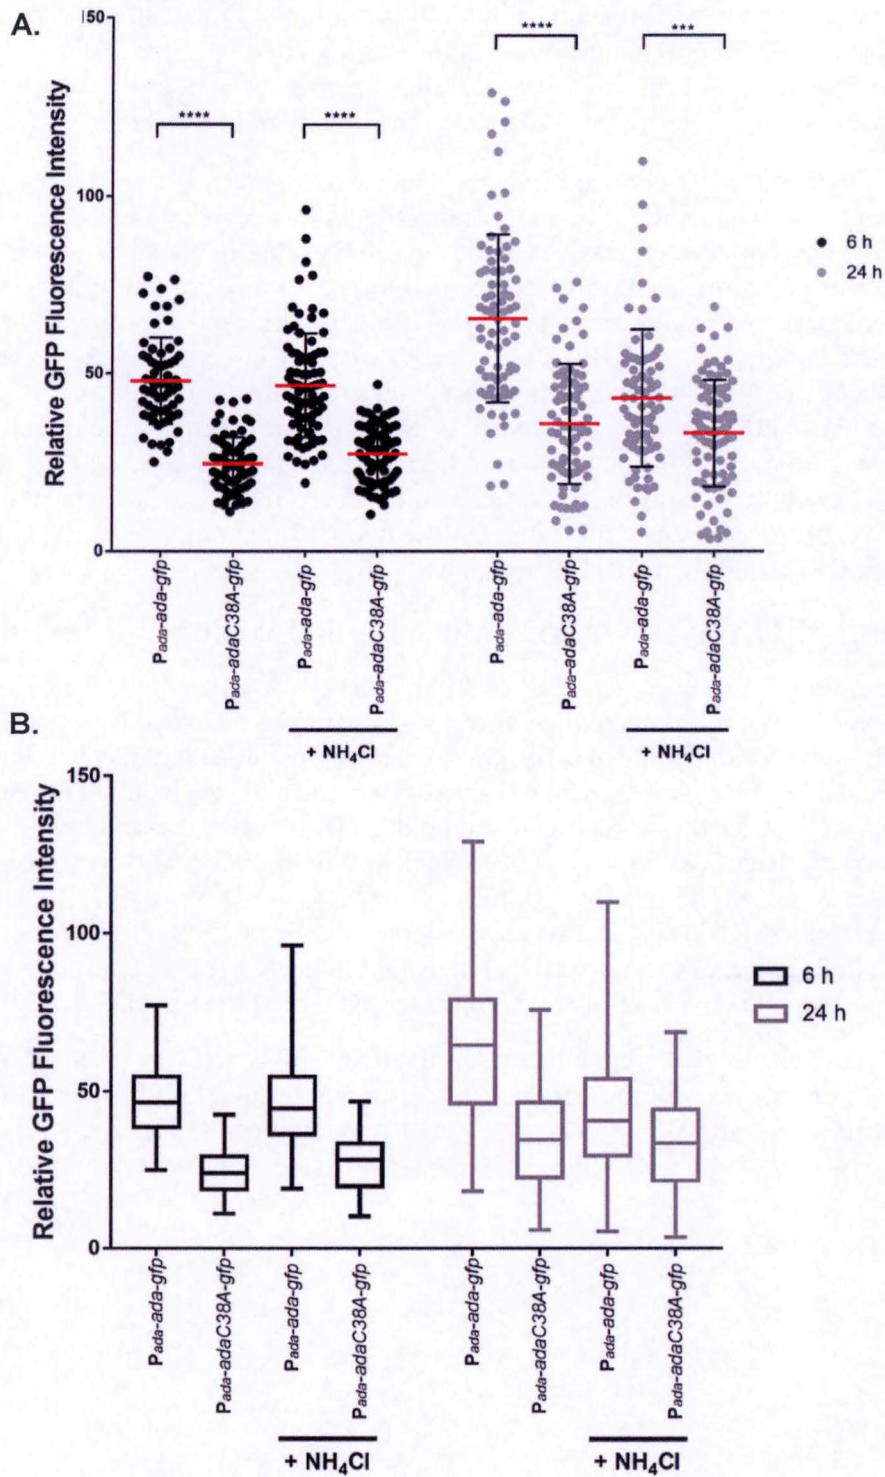 A.
Relative GFP Fluorescence Intensity
150
100
50
0
****
****
****
***
6 h
24 h
Pada-ada-gfp
Pada-adaC38A-gfp
Pada-ada-gfp
Pada-adaC38A-gfp
Pada-ada-gfp
Pada-adaC38A-gfp
Pada-ada-gfp
Pada-adaC38A-gfp
+ NH4Cl
+ NH4Cl
B.
Relative GFP Fluorescence Intensity
150
100
50
0
6 h
24 h
Pada-ada-gfp
Pada-adaC38A-gfp
Pada-ada-gfp
Pada-adaC38A-gfp
Pada-ada-gfp
Pada-adaC38A-gfp
Pada-ada-gfp
Pada-adaC38A-gfp
+ NH4Cl
+ NH4Cl